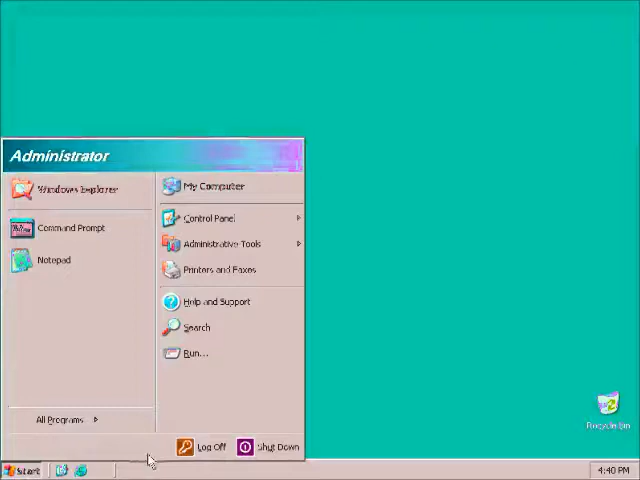 Administrator
Windows Explorer
Command Prompt
Notepad
All Programs
My Computer
Control Panel
Administrative Tools
Printers and Faxes
Help and Support
Search
Run...
Log Off
Shut Down
Recycle Bin
Start
4:40 PM